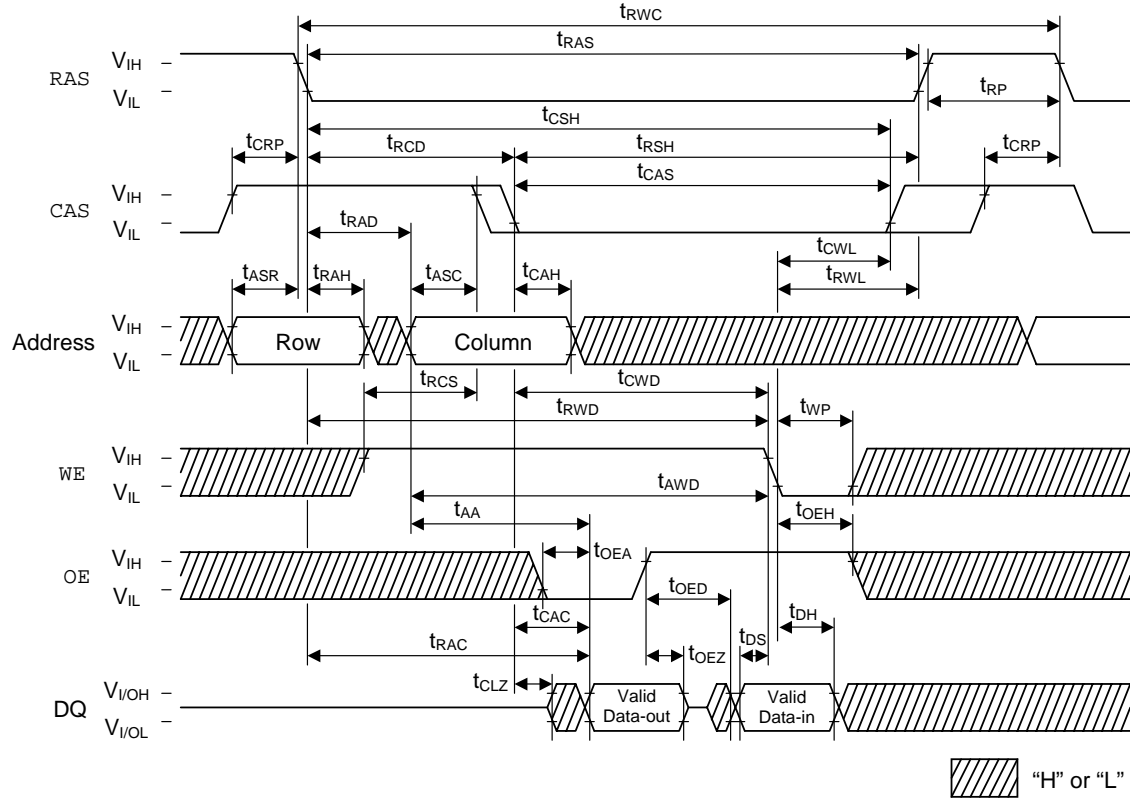 tRWC
tRAS
RAS
VIH
VIL
tRP
tCSH
tCRP
tRCD
tRSH
tCRP
tCAS
CAS
VIH
VIL
tRAD
tCWL
tASR
tRAH
tASC
tCAH
tRWL
Address
VIH
VIL
Row
Column
tRCS
tCWD
tRWD
tWP
WE
VIH
VIL
tAWD
tAA
tOEH
OE
VIH
VIL
tOEA
tOED
tCAC
tDH
tRAC
tDS
tOEZ
tCLZ
DQ
VI/OH
VI/OL
Valid
Data-out
Valid
Data-in
“H” or “L”